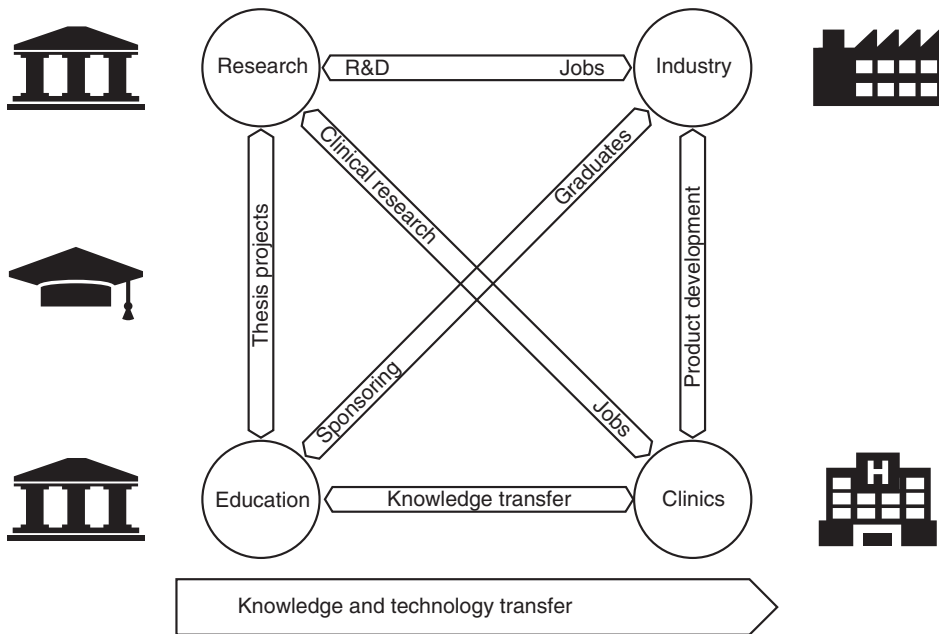 Research
R&D
Jobs
Industry
Clinical research
Graduates
Thesis projects
Product development
Sponsoring
Jobs
Education
Knowledge transfer
Clinics
H
Knowledge and technology transfer